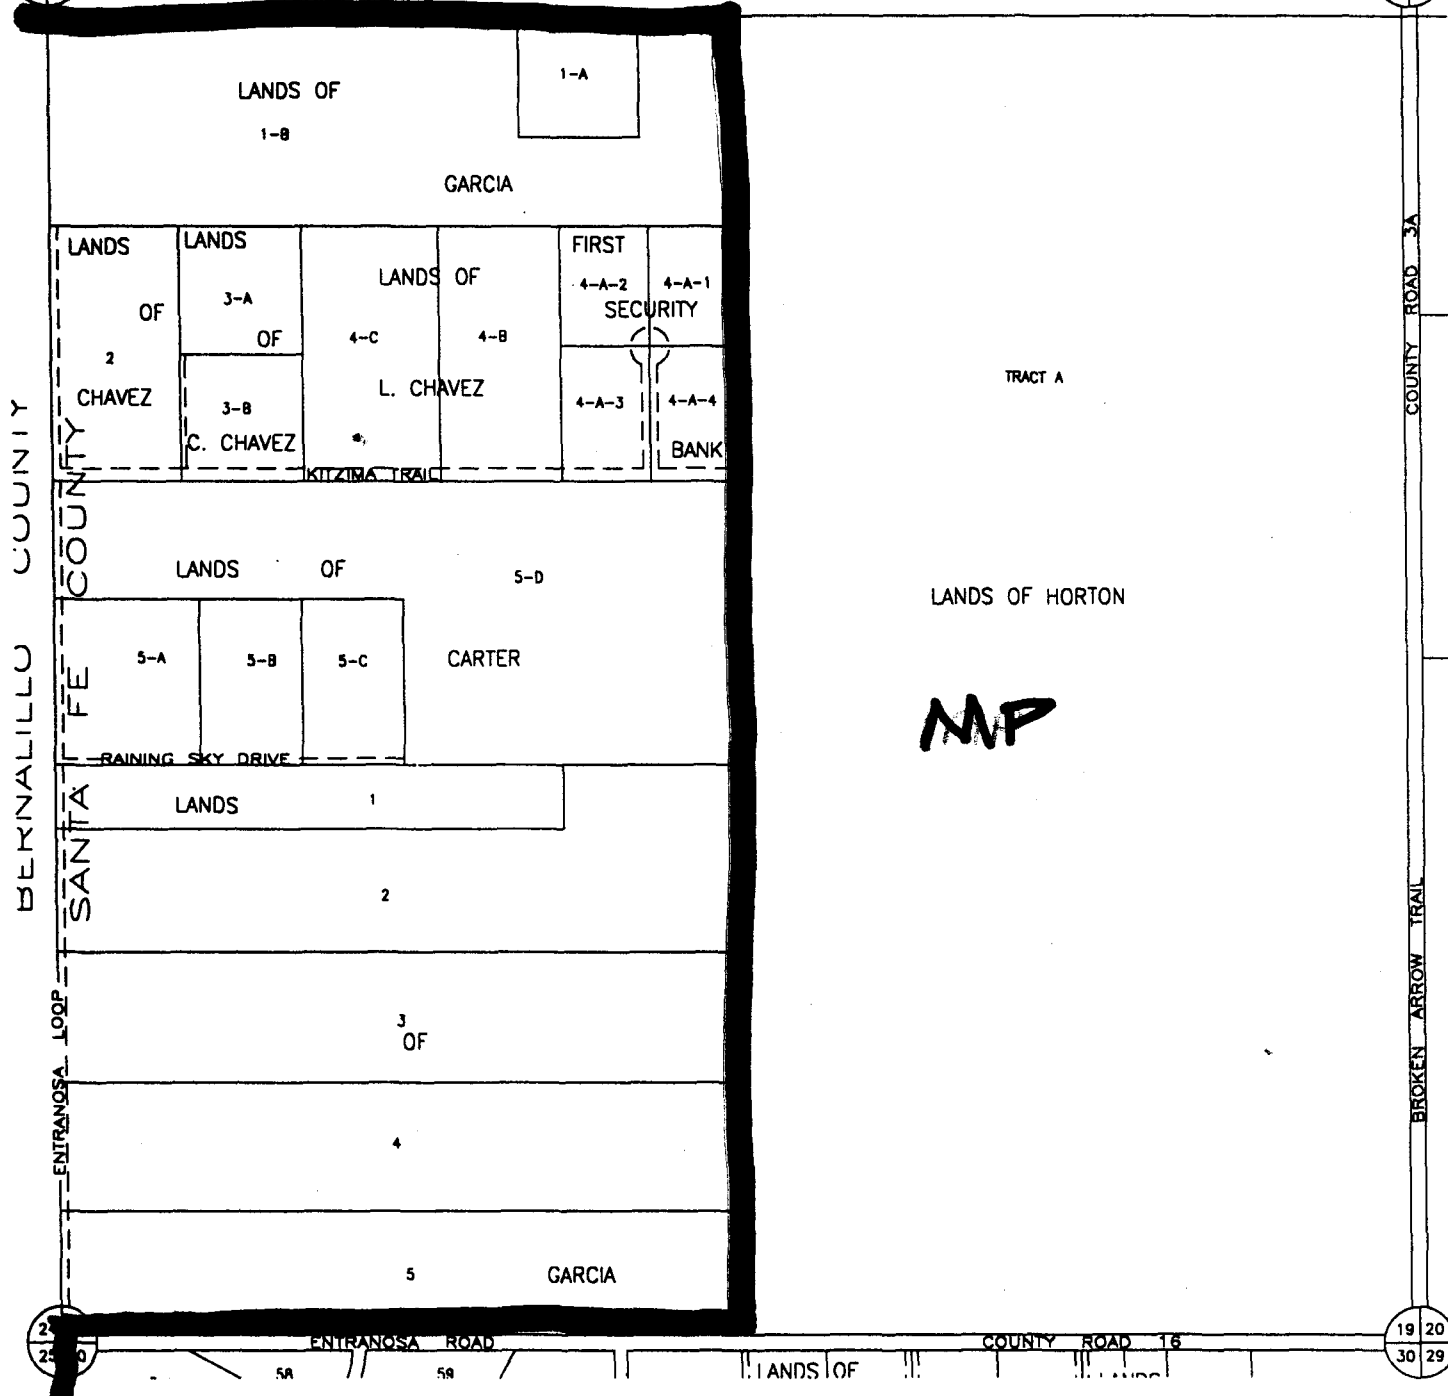 1-A
LANDS OF
1-B
GARCIA
LANDS
OF
2
CHAVEZ
LANDS
3-A
OF
3-B
C. CHAVEZ
LANDS OF
4-C
4-B
L. CHAVEZ
FIRST
4-A-2
4-A-1
SECURITY
4-A-3
4-A-4
BANK
KITZIMA TRAIL
LANDS OF
5-D
5-A
5-B
5-C
CARTER
RAINING SKY DRIVE
LANDS
1
2
3
OF
4
5
GARCIA
BERNALILLO COUNTY
SANTA FE COUNTY
ENTRANOSA LOOP
TRACT A
LANDS OF HORTON
MP
COUNTY ROAD 3A
BROKEN ARROW TRAIL
25
ENTRANOSA ROAD
COUNTY ROAD 16
19 20
30 29
58
59
LANDS OF
LANDS